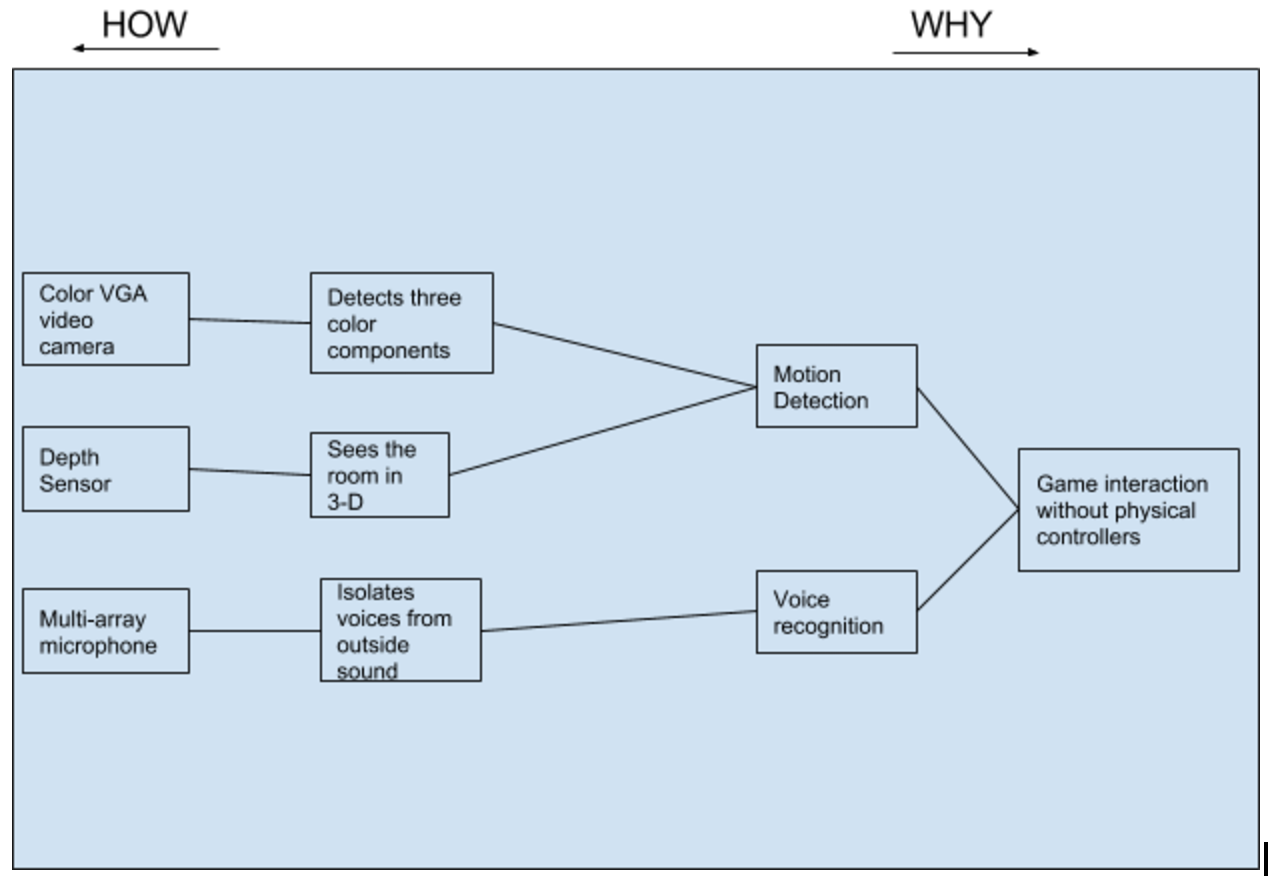 HOW
WHY
Color VGA
video
camera
Detects three
color
components
Motion
Detection
Depth
Sensor
Sees the
room in
3-D
Game interaction
without physical
controllers
Multi-array
microphone
Isolates
voices from
outside
sound
Voice
recognition